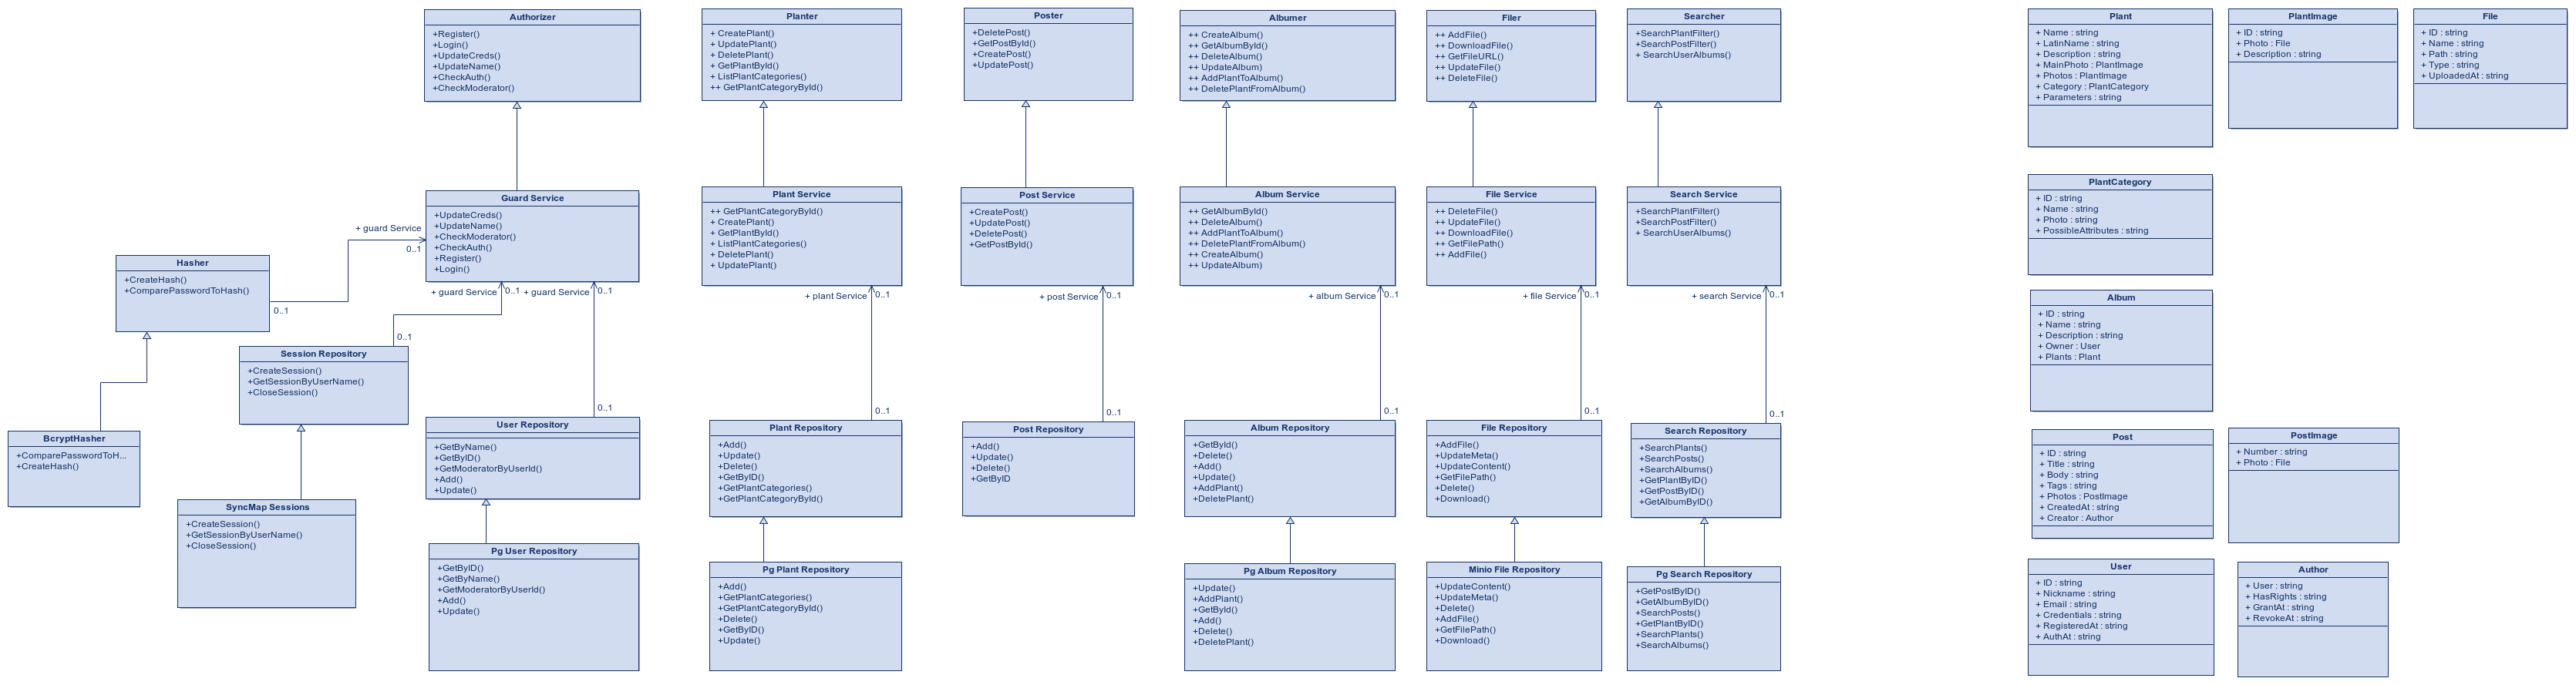 Authorizer
+Register()
+Login()
+UpdateCreds()
+UpdateName()
+CheckAuth()
+CheckModerator()
Planter
+ CreatePlant()
+ UpdatePlant()
+ DeletePlant()
+ GetPlantById()
+ ListPlantCategories()
++ GetPlantCategoryById()
Poster
+DeletePost()
+GetPostById()
+CreatePost()
+UpdatePost()
Albumer
++ CreateAlbum()
++ GetAlbumById()
++ DeleteAlbum()
++ UpdateAlbum)
++ AddPlantToAlbum()
++ DeletePlantFromAlbum()
Filer
++ AddFile()
++ DownloadFile()
++ GetFileURL()
++ UpdateFile()
++ DeleteFile()
Searcher
+SearchPlantFilter()
+SearchPostFilter()
+ SearchUserAlbums()
Plant
+ Name : string
+ LatinName : string
+ Description : string
+ MainPhoto : PlantImage
+ Photos : PlantImage
+ Category : PlantCategory
+ Parameters : string
PlantImage
+ ID : string
+ Photo : File
+ Description : string
File
+ ID : string
+ Name : string
+ Path : string
+ Type : string
+ UploadedAt : string
Guard Service
+UpdateCreds()
+UpdateName()
+CheckModerator()
+CheckAuth()
+Register()
+Login()
Plant Service
++ GetPlantCategoryById()
+ CreatePlant()
+ GetPlantById()
+ ListPlantCategories()
+ DeletePlant()
+ UpdatePlant()
Post Service
+CreatePost()
+UpdatePost()
+DeletePost()
+GetPostById()
Album Service
++ GetAlbumById()
++ DeleteAlbum()
++ AddPlantToAlbum()
++ DeletePlantFromAlbum()
++ CreateAlbum()
++ UpdateAlbum)
File Service
++ DeleteFile()
++ UpdateFile()
++ DownloadFile()
++ GetFilePath()
++ AddFile()
Search Service
+SearchPlantFilter()
+SearchPostFilter()
+ SearchUserAlbums()
PlantCategory
+ ID : string
+ Name : string
+ Photo : string
+ PossibleAttributes : string
+ guard Service
0..1
Hasher
+CreateHash()
+ComparePasswordToHash()
0..1
+ guard Service
0..1
+ guard Service
0..1
+ plant Service
0..1
+ post Service
0..1
+ album Service
0..1
+ file Service
0..1
+ search Service
0..1
Album
+ ID : string
+ Name : string
+ Description : string
+ Owner : User
+ Plants : Plant
0..1
Session Repository
+CreateSession()
+GetSessionByUserName()
+CloseSession()
0..1
0..1
0..1
0..1
0..1
0..1
BcryptHasher
+ComparePasswordToH...
+CreateHash()
User Repository
+GetByName()
+GetByID()
+GetModeratorByUserId()
+Add()
+Update()
Plant Repository
+Add()
+Update()
+Delete()
+GetByID()
+GetPlantCategories()
+GetPlantCategoryById()
Post Repository
+Add()
+Update()
+Delete()
+GetByID
Album Repository
+GetById()
+Delete()
+Add()
+Update()
+AddPlant()
+DeletePlant()
File Repository
+AddFile()
+UpdateMeta()
+UpdateContent()
+GetFilePath()
+Delete()
+Download()
Search Repository
+SearchPlants()
+SearchPosts()
+SearchAlbums()
+GetPlantByID()
+GetPostByID()
+GetAlbumByID()
Post
+ ID : string
+ Title : string
+ Body : string
+ Tags : string
+ Photos : PostImage
+ CreatedAt : string
+ Creator : Author
PostImage
+ Number : string
+ Photo : File
SyncMap Sessions
+CreateSession()
+GetSessionByUserName()
+CloseSession()
Pg User Repository
+GetByID()
+GetByName()
+GetModeratorByUserId()
+Add()
+Update()
Pg Plant Repository
+Add()
+GetPlantCategories()
+GetPlantCategoryById()
+Delete()
+GetByID()
+Update()
Pg Album Repository
+Update()
+AddPlant()
+GetById()
+Add()
+Delete()
+DeletePlant()
Minio File Repository
+UpdateContent()
+UpdateMeta()
+Delete()
+AddFile()
+GetFilePath()
+Download()
Pg Search Repository
+GetPostByID()
+GetAlbumByID()
+SearchPosts()
+GetPlantByID()
+SearchPlants()
+SearchAlbums()
User
+ ID : string
+ Nickname : string
+ Email : string
+ Credentials : string
+ RegisteredAt : string
+ AuthAt : string
Author
+ User : string
+ HasRights : string
+ GrantAt : string
+ RevokeAt : string